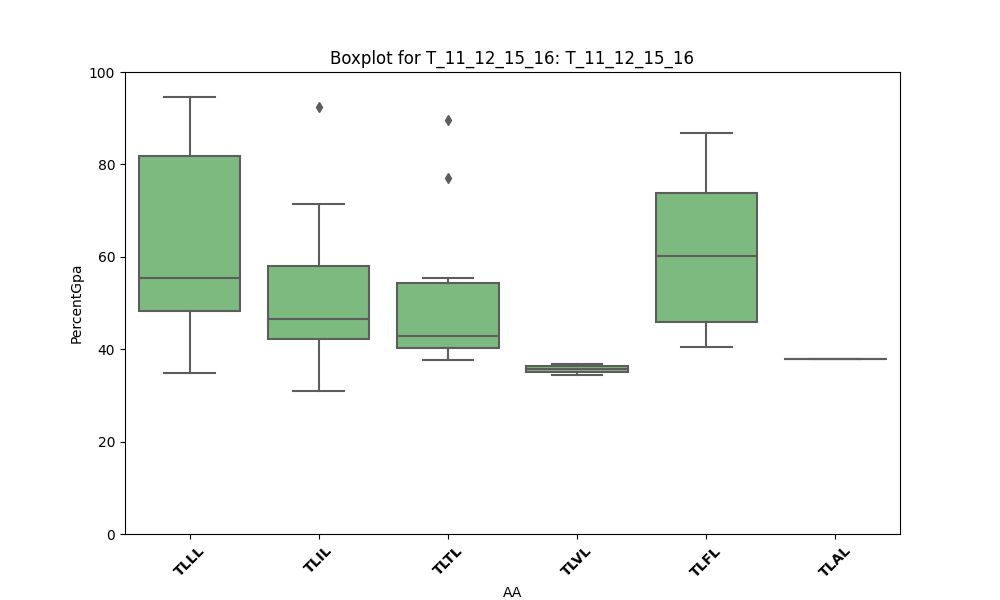 Boxplot for T_11_12_15_16: T_11_12_15_16
100
80
60
40
20
0
PercentGpa
TLLL
TLIL
TLTL
TLVL
TLFL
TLAL
AA